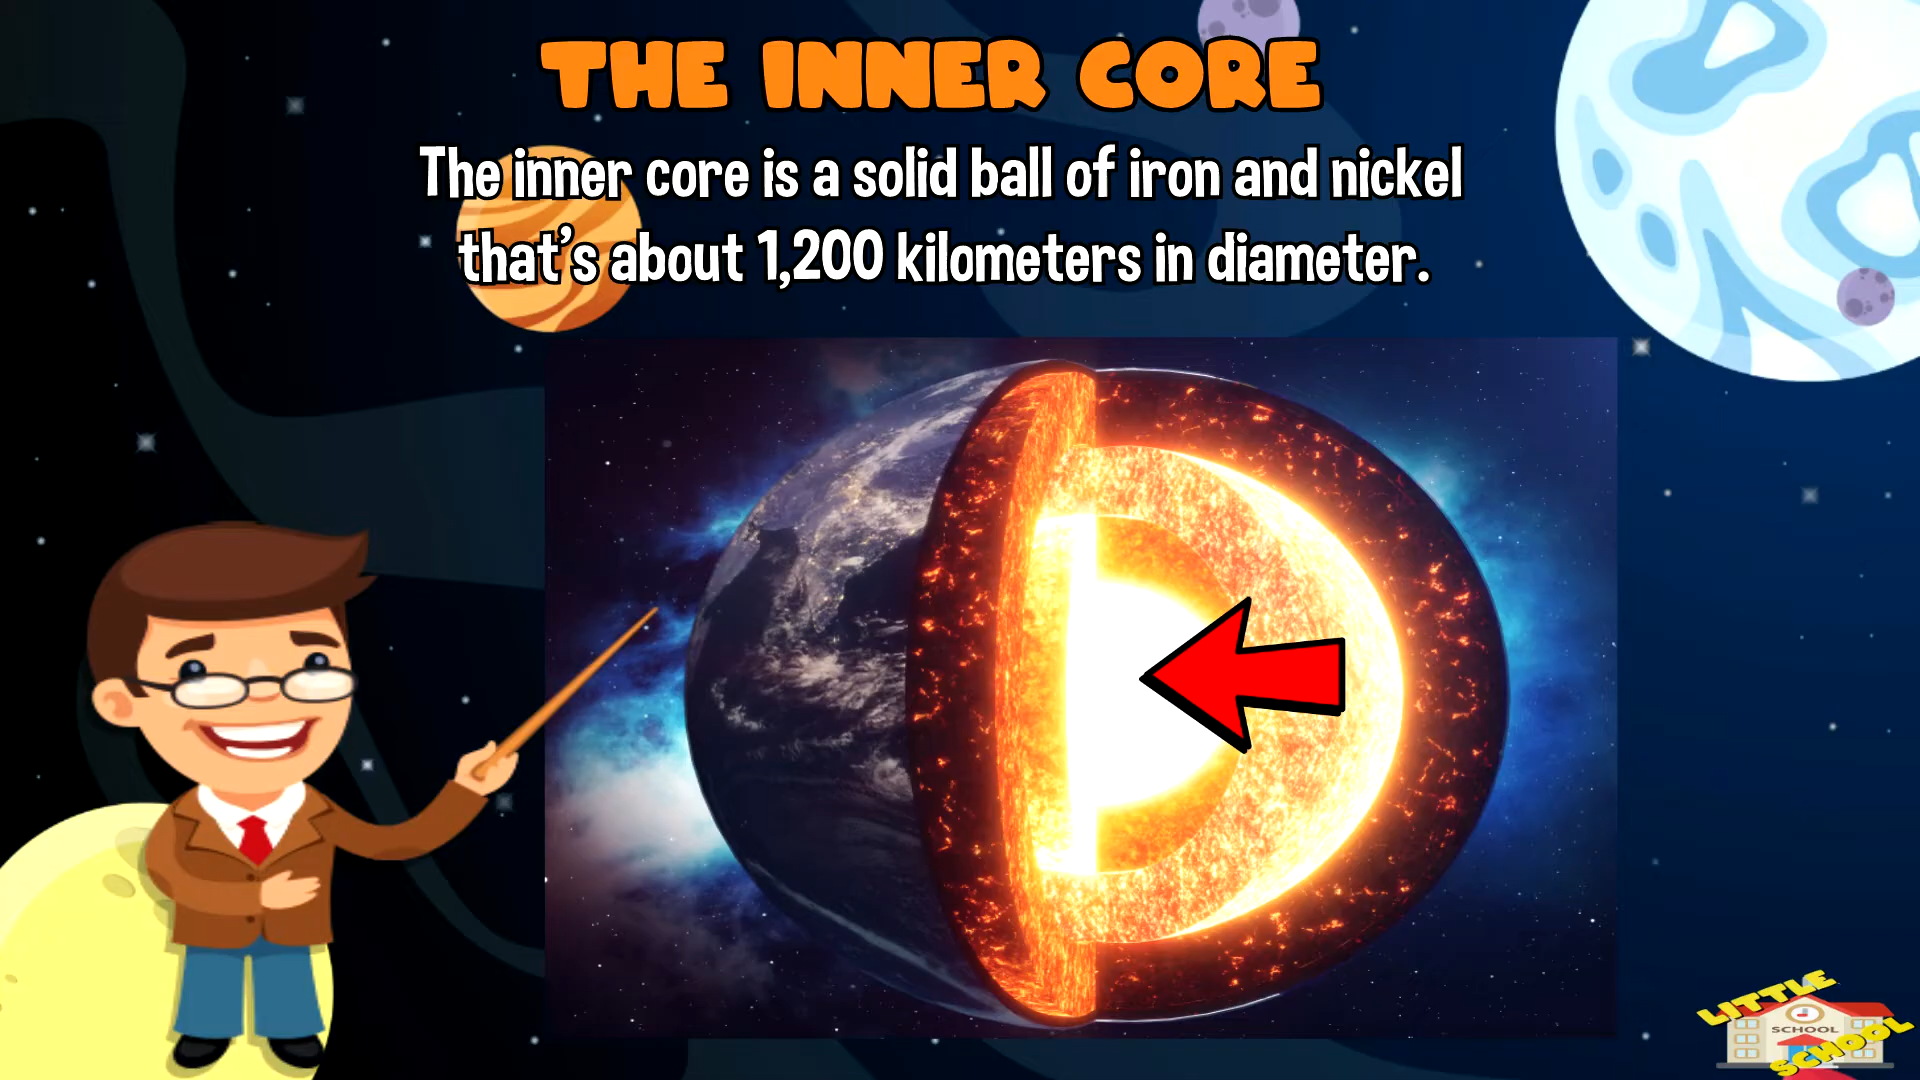 THE INNER CORE
The inner core is a solid ball of iron and nickel
that's about 1,200 kilometers in diameter.
LITTLE
SCHOOL
SCHOOL